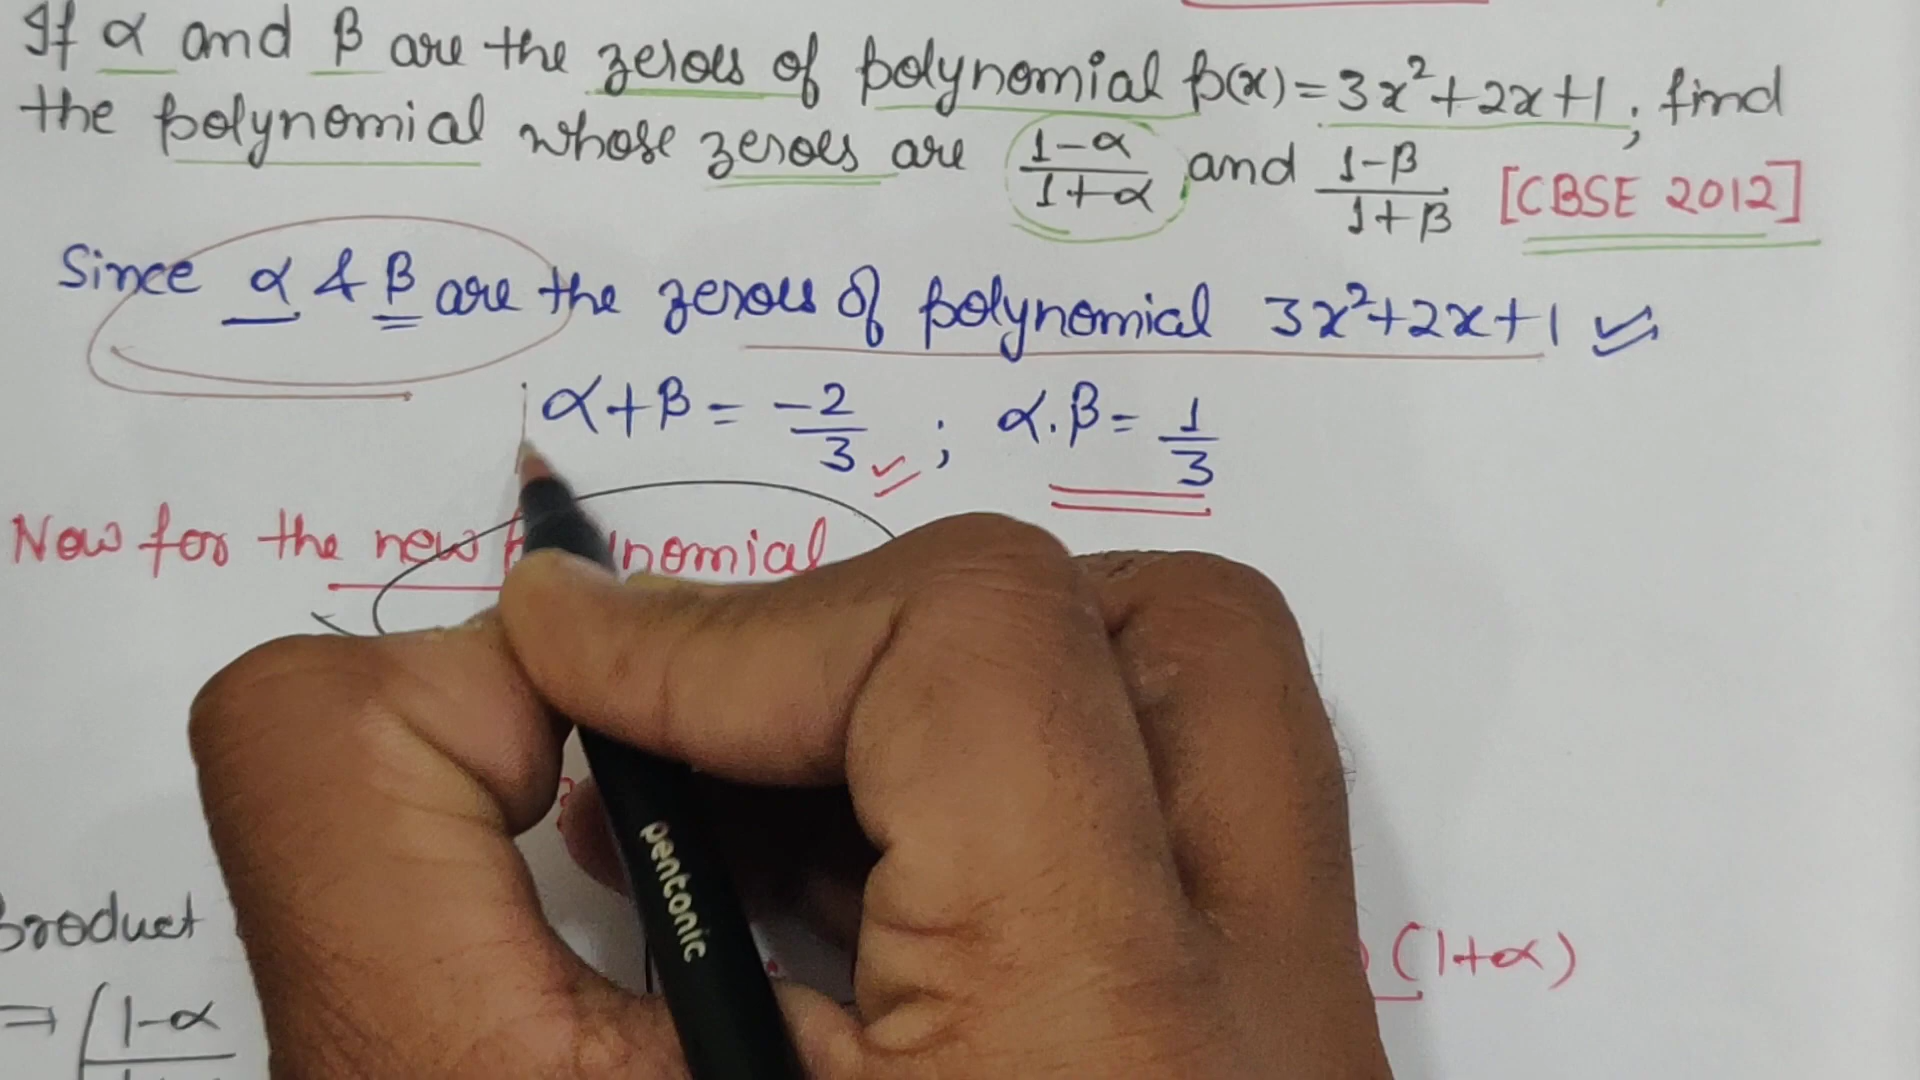 If α and β are the zeroes of polynomial p(x)=3x²+2x+1, find
the polynomial whose zeroes are 1-α/1+α and 1-β/1+β [CBSE 2012]
Since α & β are the zeroes of polynomial 3x²+2x+1
α+β = -2/3 ; α.β = 1/3
Now for the new
pentonic
product
(1+α)
⇒ (1-α